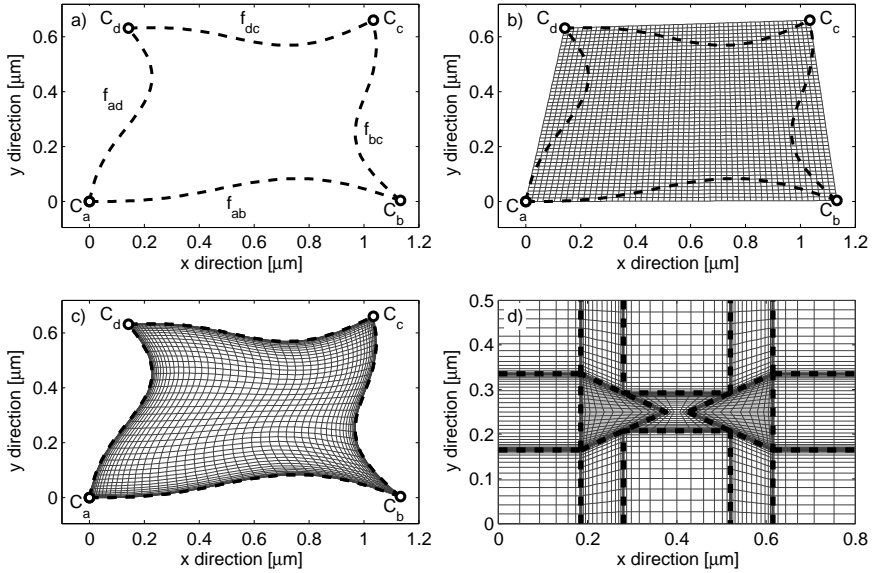 a)
C_d
f_dc
C_c
f_ad
f_bc
C_a
f_ab
C_b
0.6
0.4
0.2
0
0 0.2 0.4 0.6 0.8 1 1.2
x direction [μm]
y direction [μm]
b)
C_d
C_c
C_a
C_b
0.6
0.4
0.2
0
0 0.2 0.4 0.6 0.8 1 1.2
x direction [μm]
y direction [μm]
c)
C_d
C_c
C_a
C_b
0.6
0.4
0.2
0
0 0.2 0.4 0.6 0.8 1 1.2
x direction [μm]
y direction [μm]
d)
0.5
0.4
0.3
0.2
0.1
0
0 0.2 0.4 0.6 0.8
x direction [μm]
y direction [μm]